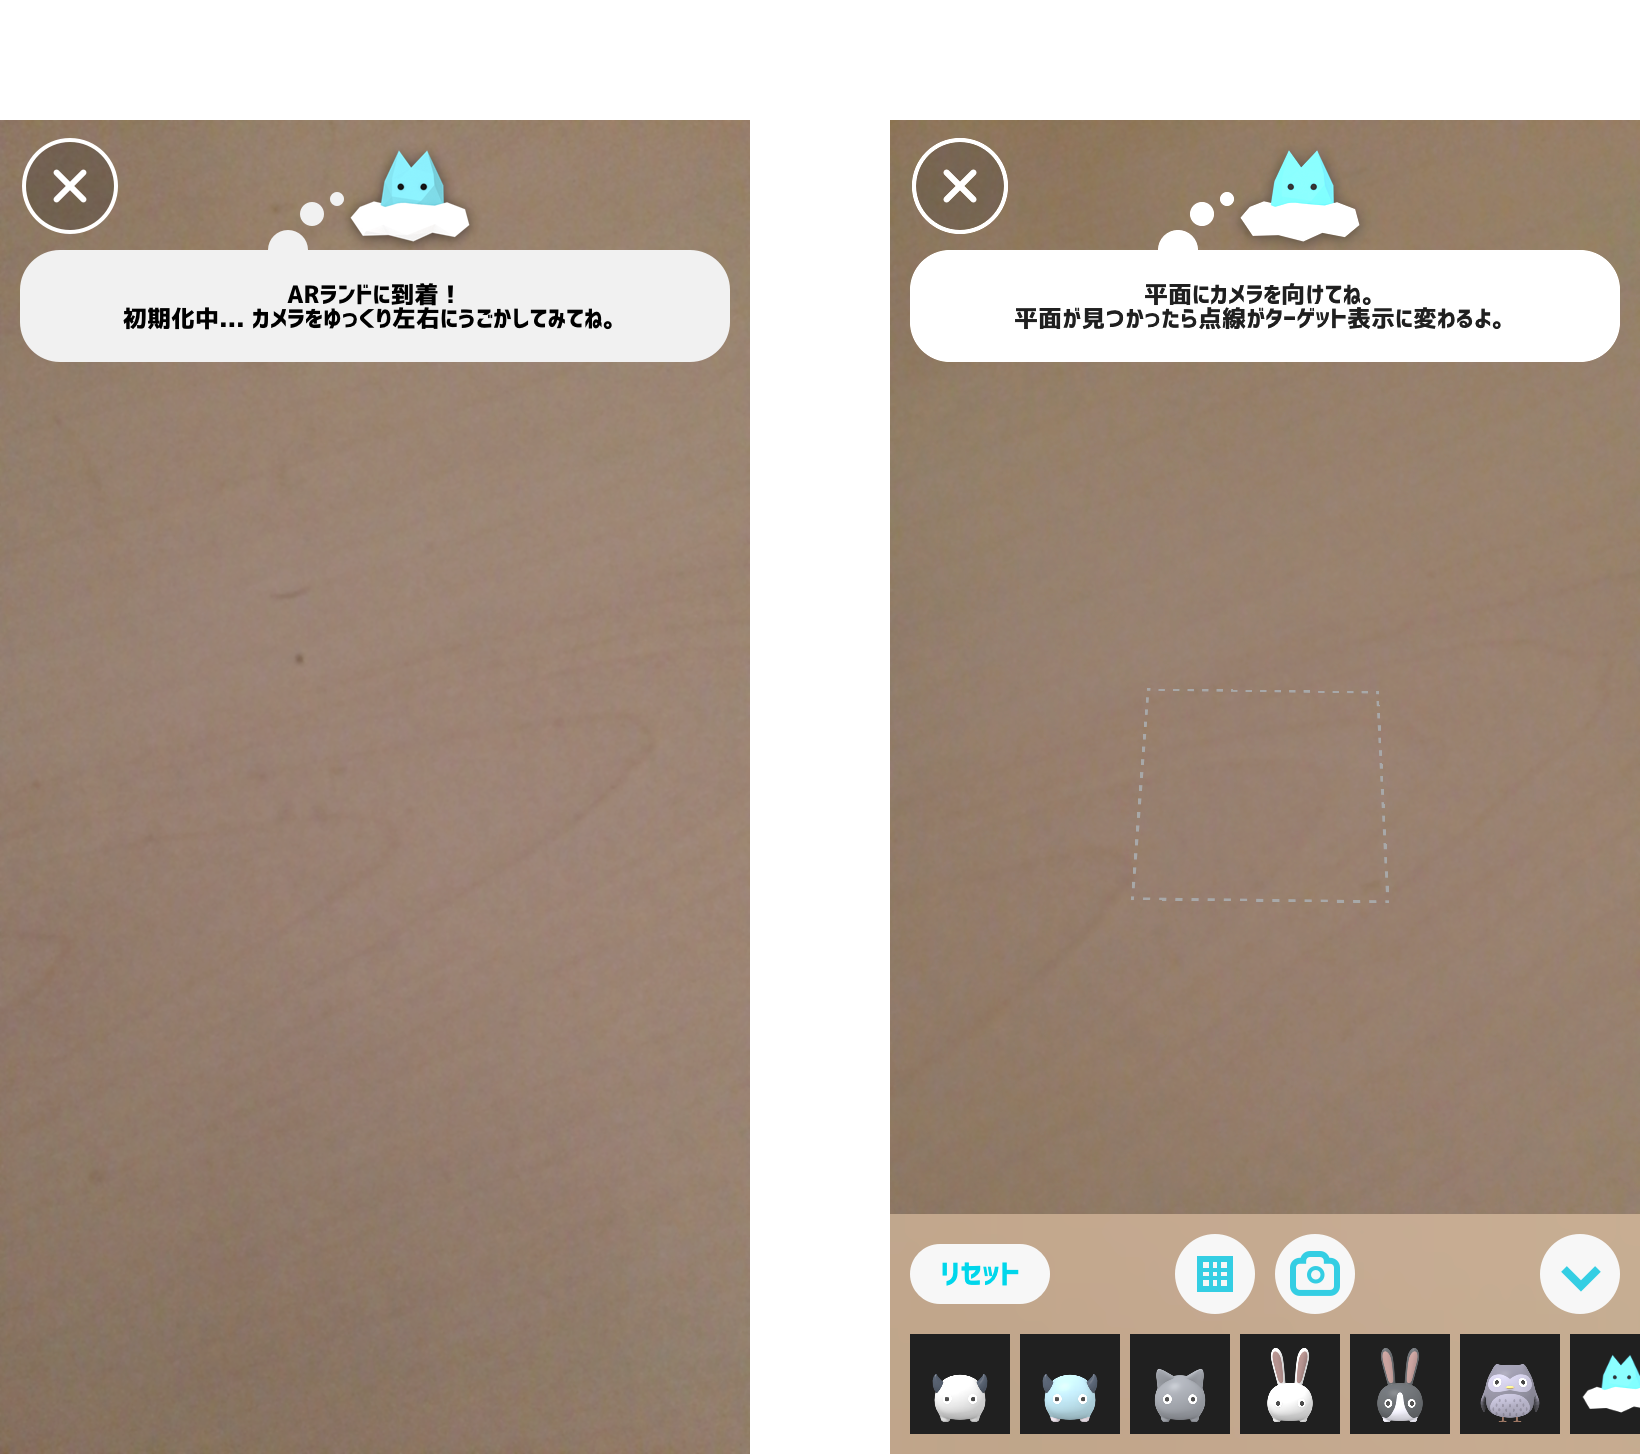 ARランドに到着！
初期化中... カメラをゆっくり左右にうごかしてみてね。
平面にカメラを向けてね。
平面が見つかったら点線がターゲット表示に変わるよ。
リセット